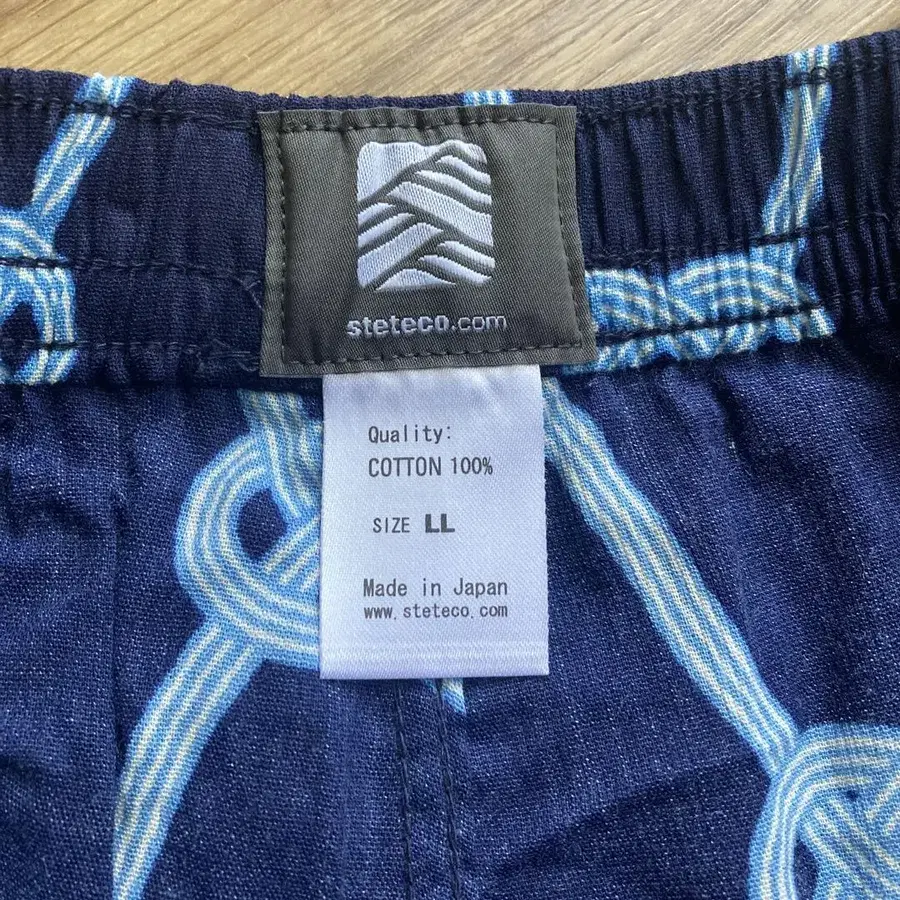 steteco.com
Quality:
COTTON 100%
SIZE LL
Made in Japan
www.steteco.com